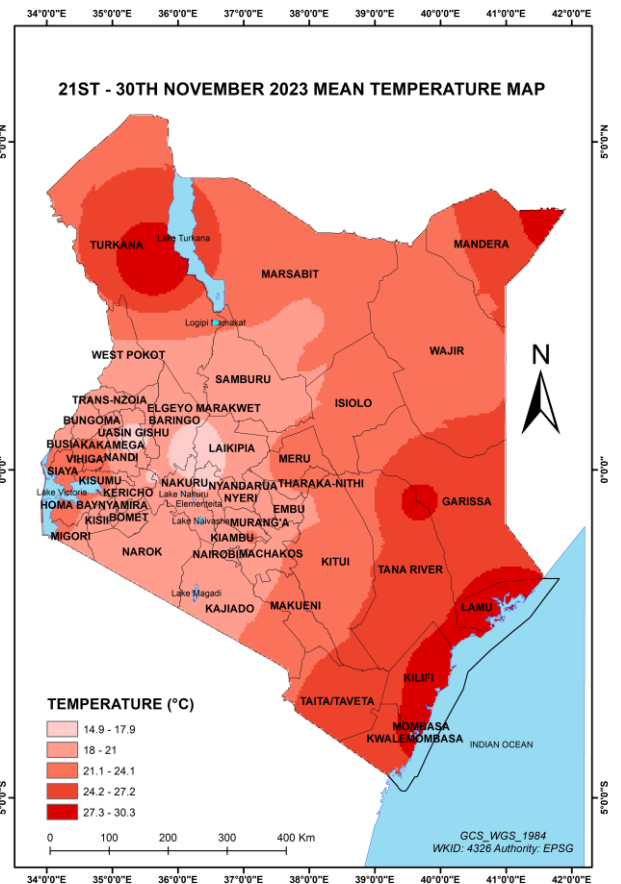 34°0'0"E 35°0'0"E 36°0'0"E 37°0'0"E 38°0'0"E 39°0'0"E 40°0'0"E 41°0'0"E 42°0'0"E
21ST - 30TH NOVEMBER 2023 MEAN TEMPERATURE MAP
5°0'0"N 5°0'0"N
MANDERA
TURKANA Lake Turkana
MARSABIT
Logipi Namakat
WAJIR
N
WEST POKOT
SAMBURU
TRANS-NZOIA ISIOLO
ELGEYO MARAKWET
BUNGOMA BARINGO
UASIN GISHU
BUSIA KAKAMEGA LAIKIPIA
VIHIGA NANDI MERU
SIAYA 0°0'0" 0°0'0"
KISUMU NAKURU NYANDARUA THARAKA-NITHI
Lake Victoria KERICHO Lake Nakuru NYERI GARISSA
HOMA BAY NYAMIRA Elementeita EMBU
KISII BOMET Lake Naivasha MURANG'A
MIGORI KIAMBU
NAROK NAIROBI MACHAKOS KITUI
TANA RIVER
Lake Magadi
KAJIADO MAKUENI LAMU
KILIFI
TAITA/TAVETA
TEMPERATURE (°C)
MOMBASA
14.9 - 17.9
KWALE MOMBASA
INDIAN OCEAN
18 - 21
21.1 - 24.1
24.2 - 27.2
5°0'0"S 5°0'0"S
27.3 - 30.3
0 100 200 300 400 Km
GCS_WGS_1984
WKID: 4326 Authority: EPSG
34°0'0"E 35°0'0"E 36°0'0"E 37°0'0"E 38°0'0"E 39°0'0"E 40°0'0"E 41°0'0"E 42°0'0"E